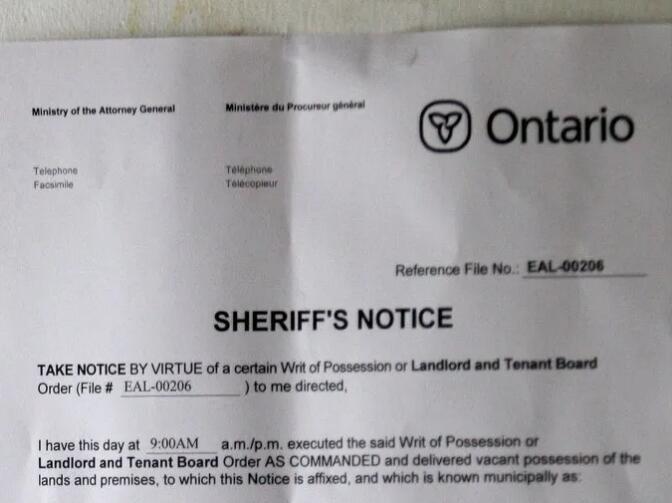 Ministry of the Attorney General Ministère du Procureur général
Ontario
Telephone Téléphone
Facsimile Télécopieur
Reference File No.: EAL-00206
SHERIFF'S NOTICE
TAKE NOTICE BY VIRTUE of a certain Writ of Possession or Landlord and Tenant Board
Order (File # EAL-00206 ) to me directed,
I have this day at 9:00AM a.m./p.m. executed the said Writ of Possession or
Landlord and Tenant Board Order AS COMMANDED and delivered vacant possession of the
lands and premises, to which this Notice is affixed, and which is known municipally as: